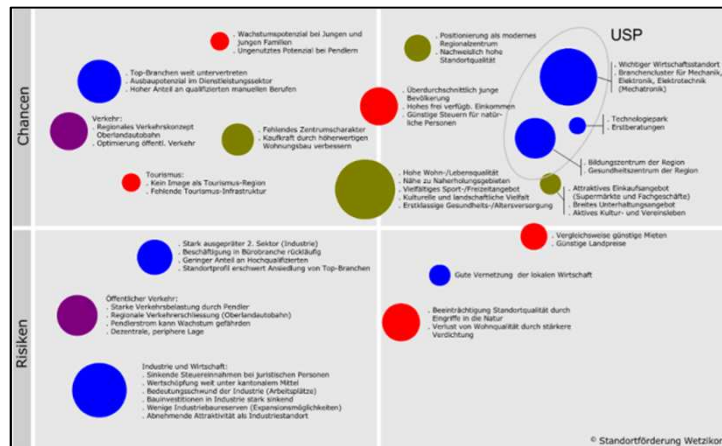 Chancen
. Wachstumspotenzial bei Jungen und
jungen Familien
. Ungenutztes Potenzial bei Pendlern
. Top-Branchen weit untervertreten
. Ausbaupotenzial im Dienstleistungssektor
. Hoher Anteil an qualifizierten manuellen Berufen
Verkehr:
. Regionales Verkehrskonzept
Oberlandautobahn
. Optimierung öffentl. Verkehr
. Fehlendes Zentrumscharakter
. Kaufkraft durch höherwertigen
Wohnungsbau verbessern
Tourismus:
. Kein Image als Tourismus-Region
. Fehlende Tourismus-Infrastruktur
. Positionierung als modernes
Regionalzentrum
. Nachweislich hohe
Standortqualität
USP
. Wichtiger Wirtschaftsstandort
. Branchencluster für Mechanik,
Elektronik, Elektrotechnik
(Mechatronik)
. Überdurchschnittlich junge
Bevölkerung
. Hohes frei verfügb. Einkommen
. Günstige Steuern für natür-
liche Personen
. Technologiepark
. Erstberatungen
. Bildungszentrum der Region
. Gesundheitszentrum der Region
. Hohe Wohn-/Lebensqualität
. Nähe zu Naherholungsgebieten
. Vielfältiges Sport-/Freizeitangebot
. Kulturelle und landschaftliche Vielfalt
. Erstklassige Gesundheits-/Altersversorgung
. Attraktives Einkaufsangebot
(Supermärkte und Fachgeschäfte)
. Breites Unterhaltungsangebot
. Aktives Kultur- und Vereinsleben
Risiken
. Stark ausgepräter 2. Sektor (Industrie)
. Beschäftigung in Bürobranche rückläufig
. Geringer Anteil an Hochqualifizierten
. Standortprofil erschwert Ansiedlung von Top-Branchen
Öffentlicher Verkehr:
. Starke Verkehrsbelastung durch Pendler
. Regionale Verkehrserschliessung (Oberlandautobahn)
. Pendlerstrom kann Wachstum gefährden
. Dezentrale, periphere Lage
Industrie und Wirtschaft:
. Sinkende Steuereinnahmen bei juristischen Personen
. Wertschöpfung weit unter kantonalem Mittel
. Bedeutungsschwund der Industrie (Arbeitsplätze)
. Bauinvestitionen in Industrie stark sinkend
. Wenige Industriebaureserven (Expansionsmöglichkeiten)
. Abnehmende Attraktivität als Industriestandort
. Vergleichsweise günstige Mieten
. Günstige Landpreise
Gute Vernetzung der lokalen Wirtschaft
. Beeinträchtigung Standortqualität durch
Eingriffe in die Natur
. Verlust von Wohnqualität durch stärkere
Verdichtung
© Standortförderung Wetzikon